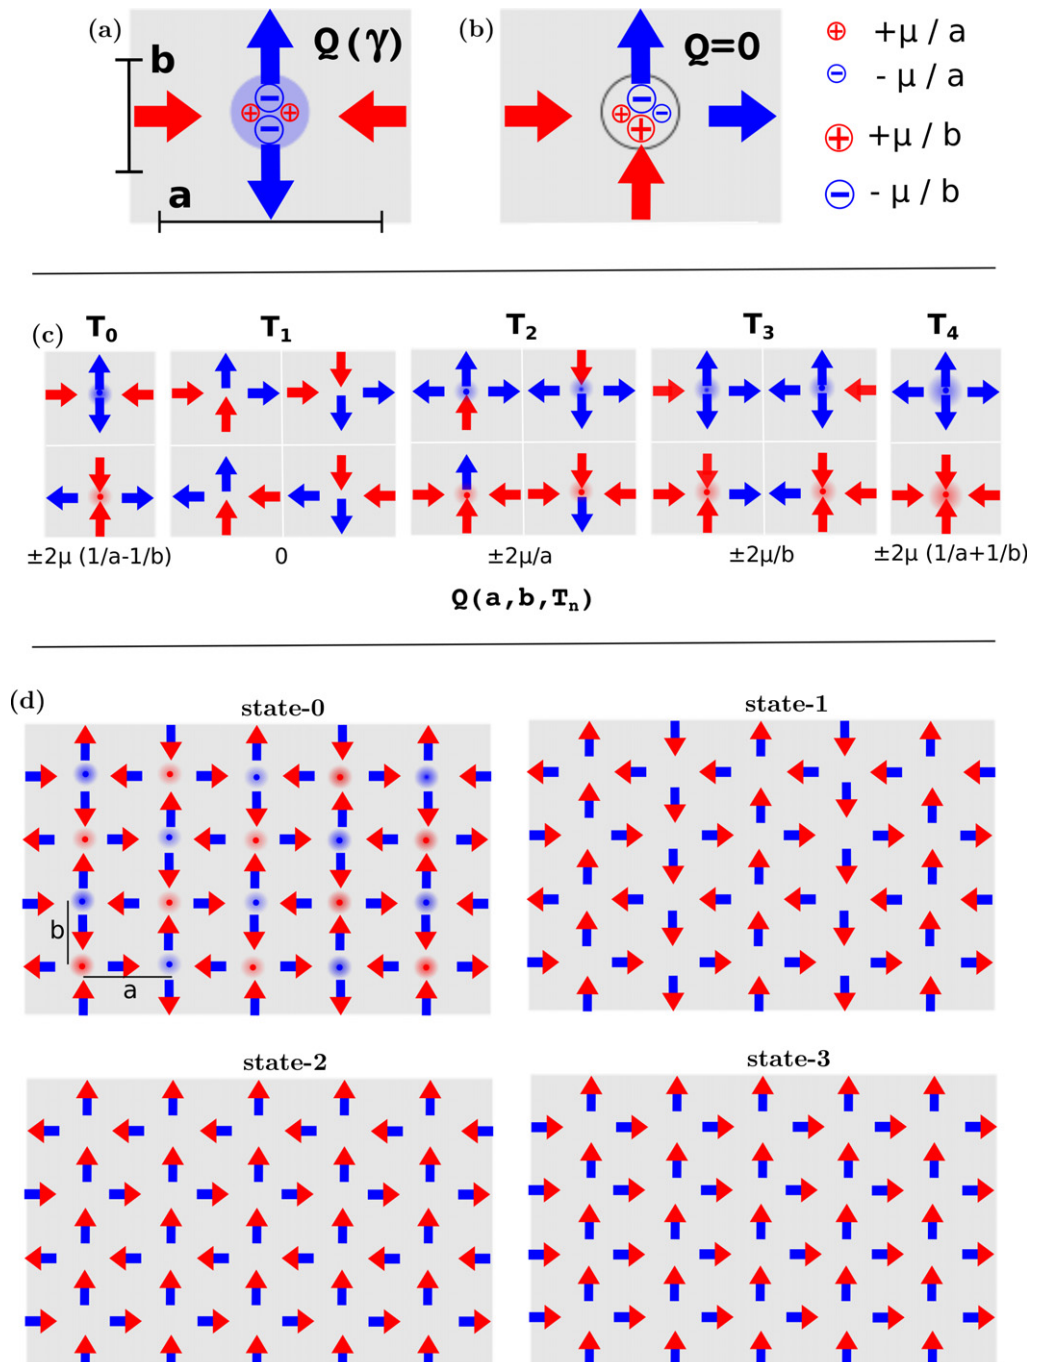 (a)
Q(γ)
b
a
(b)
Q=0
+μ / a
- μ / a
+μ / b
- μ / b
(c)
T₀ T₁ T₂ T₃ T₄
±2μ (1/a-1/b) 0 ±2μ/a ±2μ/b ±2μ (1/a+1/b)
Q(a,b,Tₙ)
(d)
state-0 state-1
b
a
state-2 state-3